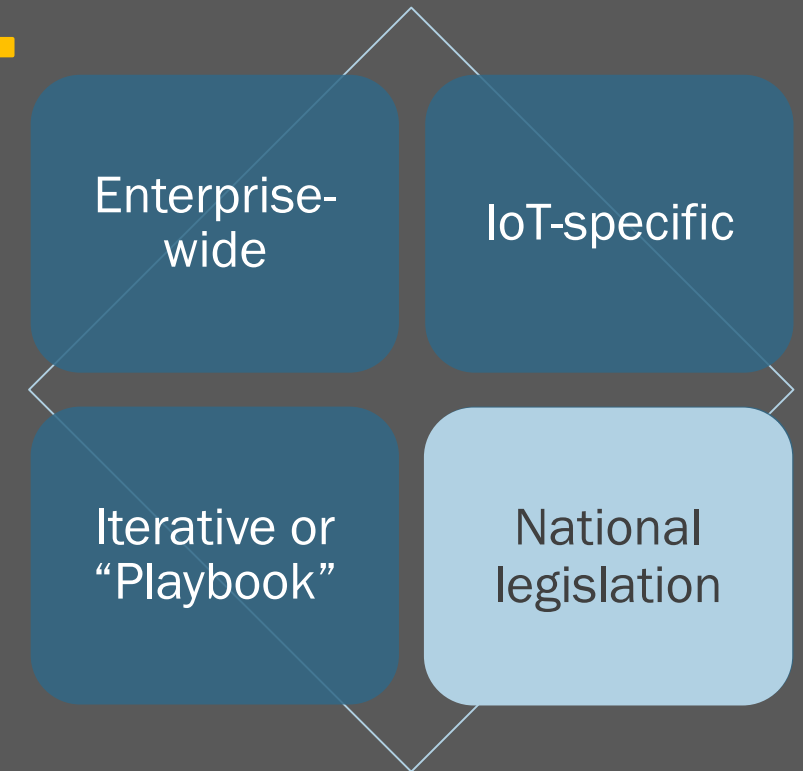 Enterprise-
wide
IoT-specific
Iterative or
“Playbook”
National
legislation